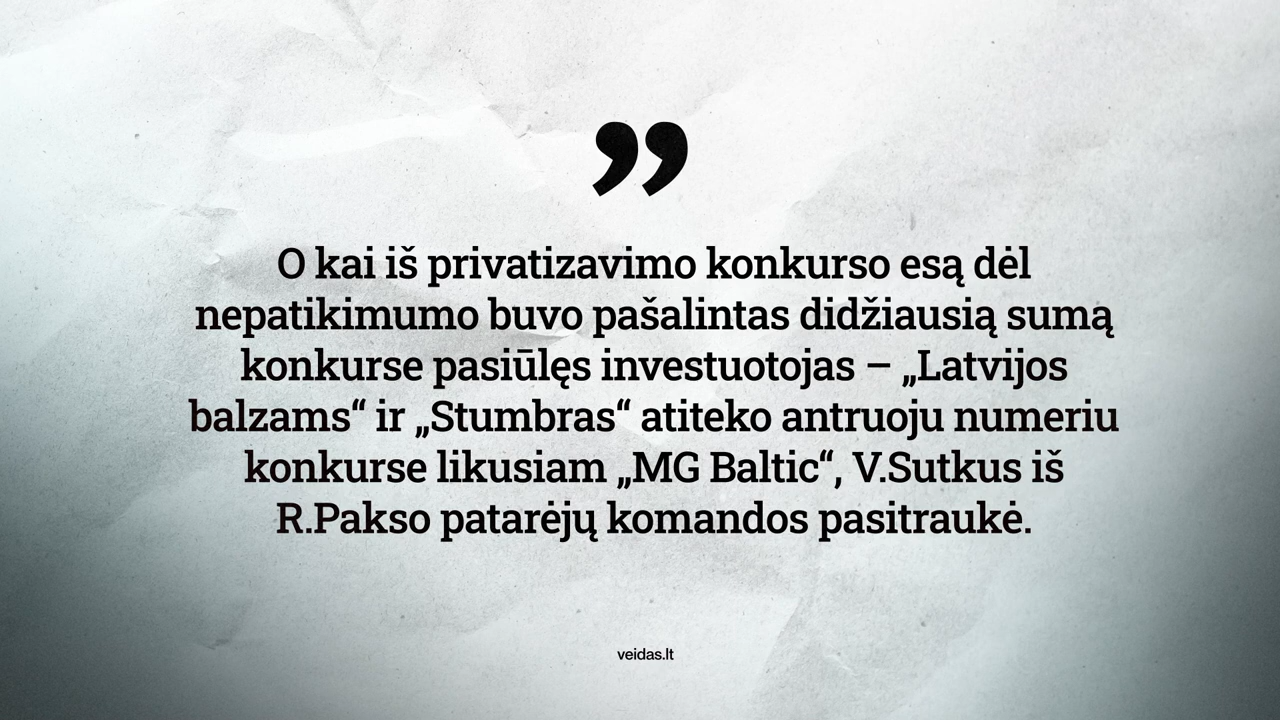 ”
O kai iš privatizavimo konkurso esą dėl
nepatikimumo buvo pašalintas didžiausią sumą
konkurse pasiūlęs investuotojas – „Latvijos
balzams“ ir „Stumbras“ atiteko antruoju numeriu
konkurse likusiam „MG Baltic“, V.Sutkus iš
R.Pakso patarėjų komandos pasitraukė.
veidas.lt